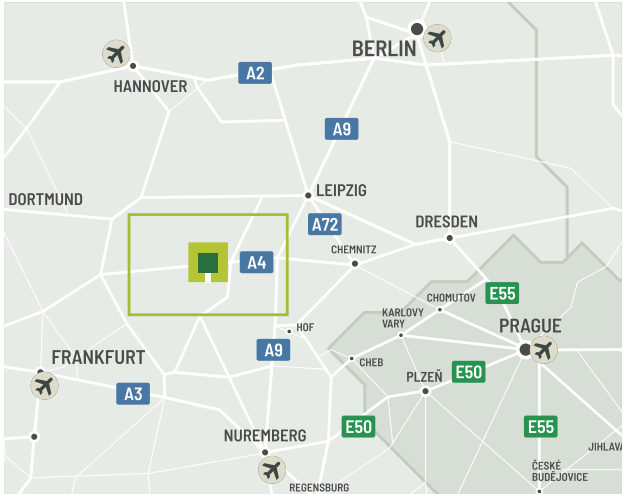 BERLIN
HANNOVER
A2
A9
DORTMUND
LEIPZIG
A72
DRESDEN
CHEMNITZ
A4
E55
CHOMUTOV
KARLOVY
VARY
PRAGUE
HOF
A9
CHEB
FRANKFURT
E50
PLZEŇ
A3
E50
E55
NUREMBERG
JIHLAVA
ČESKÉ
BUDĚJOVICE
REGENSBURG